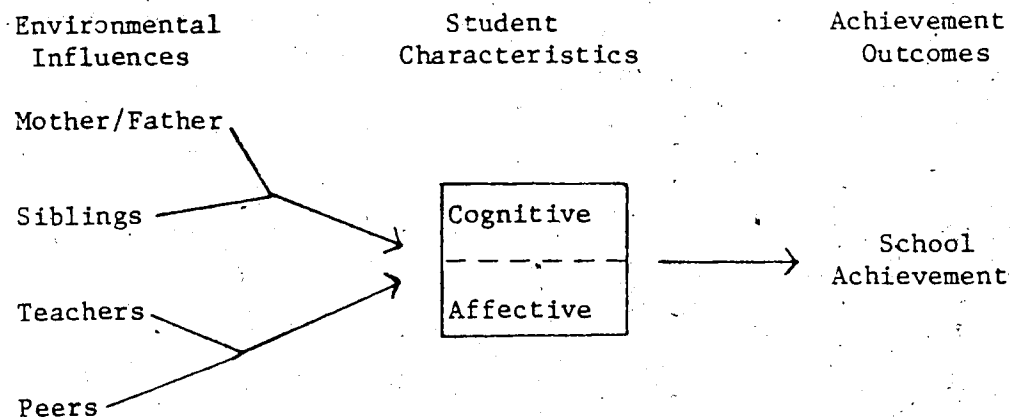 Environmental
Influences
Student
Characteristics
Achievement
Outcomes
Mother/Father
Siblings
Teachers
Peers
Cognitive
Affective
School
Achievement